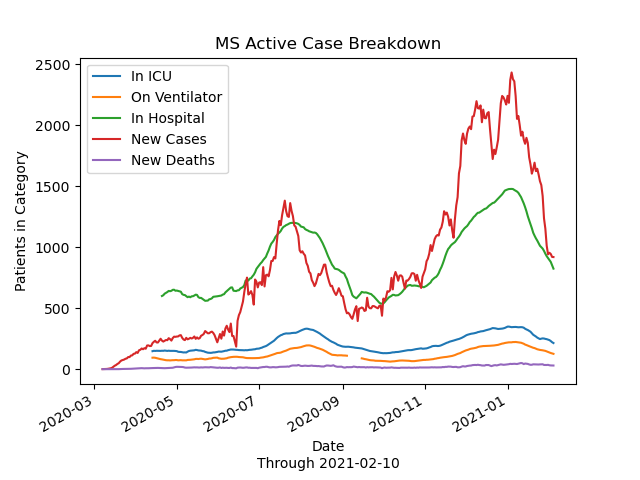 MS Active Case Breakdown
In ICU
On Ventilator
In Hospital
New Cases
New Deaths
Patients in Category
2500
2000
1500
1000
500
0
2020-03
2020-05
2020-07
2020-09
2020-11
2021-01
Date
Through 2021-02-10